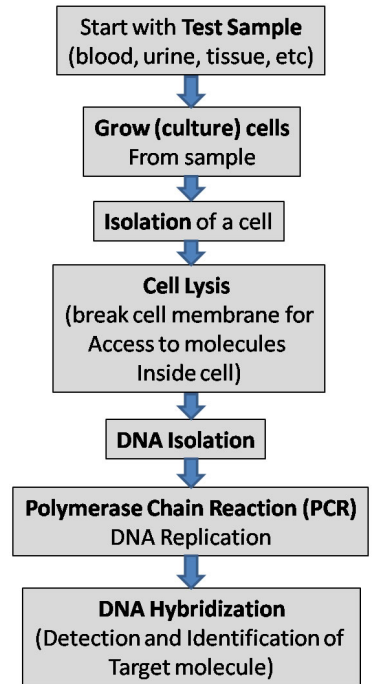 Start with Test Sample
(blood, urine, tissue, etc)
Grow (culture) cells
From sample
Isolation of a cell
Cell Lysis
(break cell membrane for
Access to molecules
Inside cell)
DNA Isolation
Polymerase Chain Reaction (PCR)
DNA Replication
DNA Hybridization
(Detection and Identification of
Target molecule)